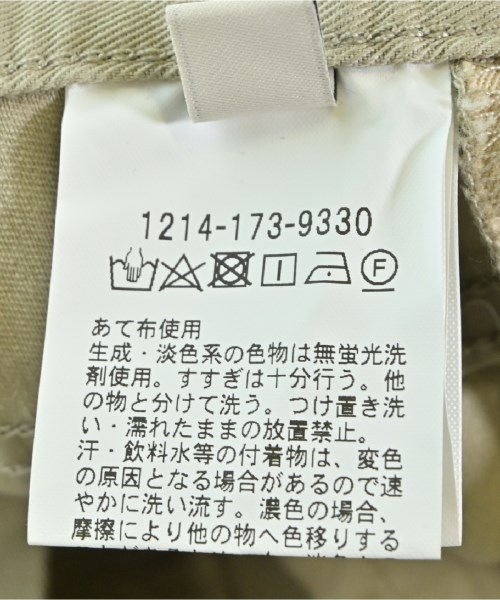 1214-173-9330
F
あて布使用
生成・淡色系の色物は無蛍光洗
剤使用。すすぎは十分行う。他
の物と分けて洗う。つけ置き洗
い・濡れたままの放置禁止。
汗・飲料水等の付着物は、変色
の原因となる場合があるので速
やかに洗い流す。濃色の場合、
摩擦により他の物へ色移りする